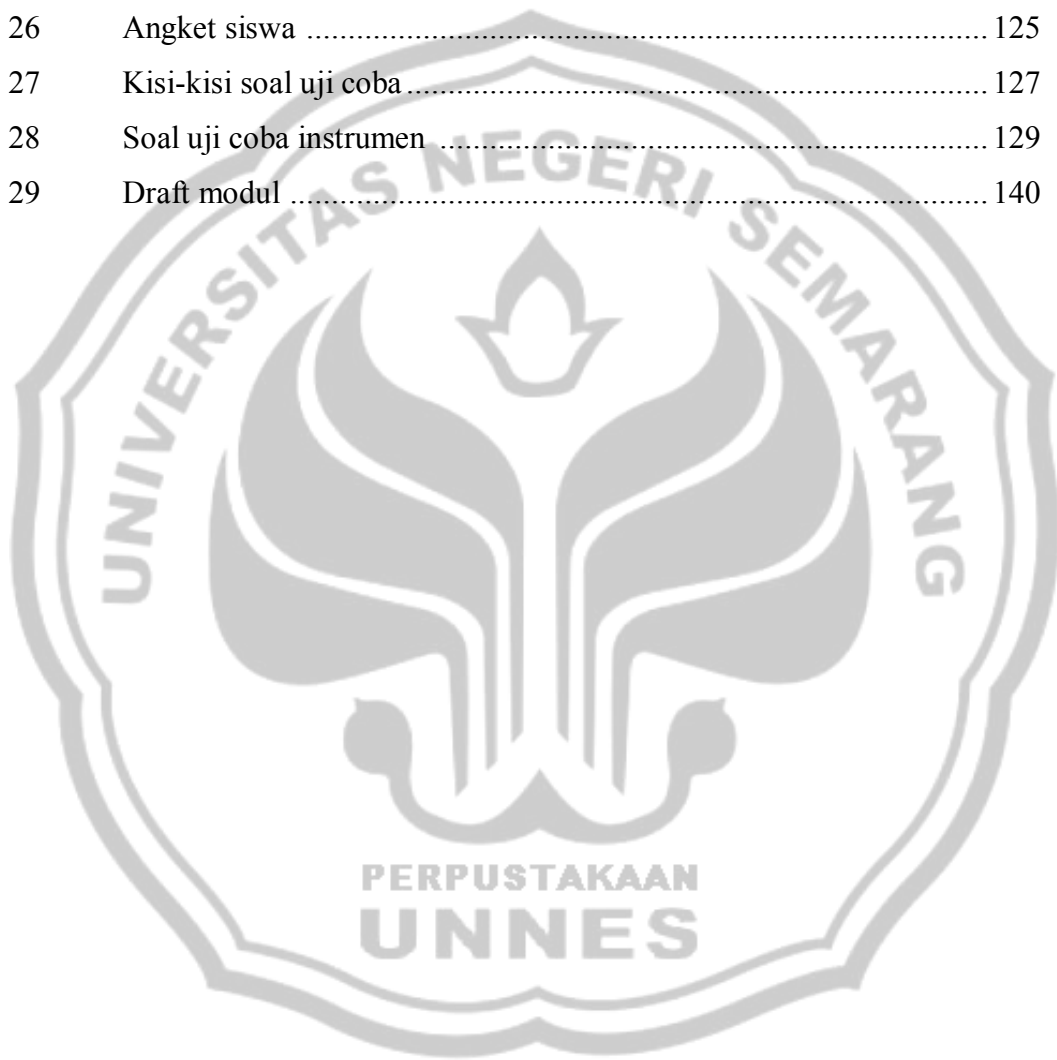 26 Angket siswa ........................................................................................ 125
27 Kisi-kisi soal uji coba ........................................................................... 127
28 Soal uji coba instrumen ....................................................................... 129
29 Draft modul .......................................................................................... 140
UNIVERSITAS NEGERI SEMARANG
PERPUSTAKAAN
UNNES